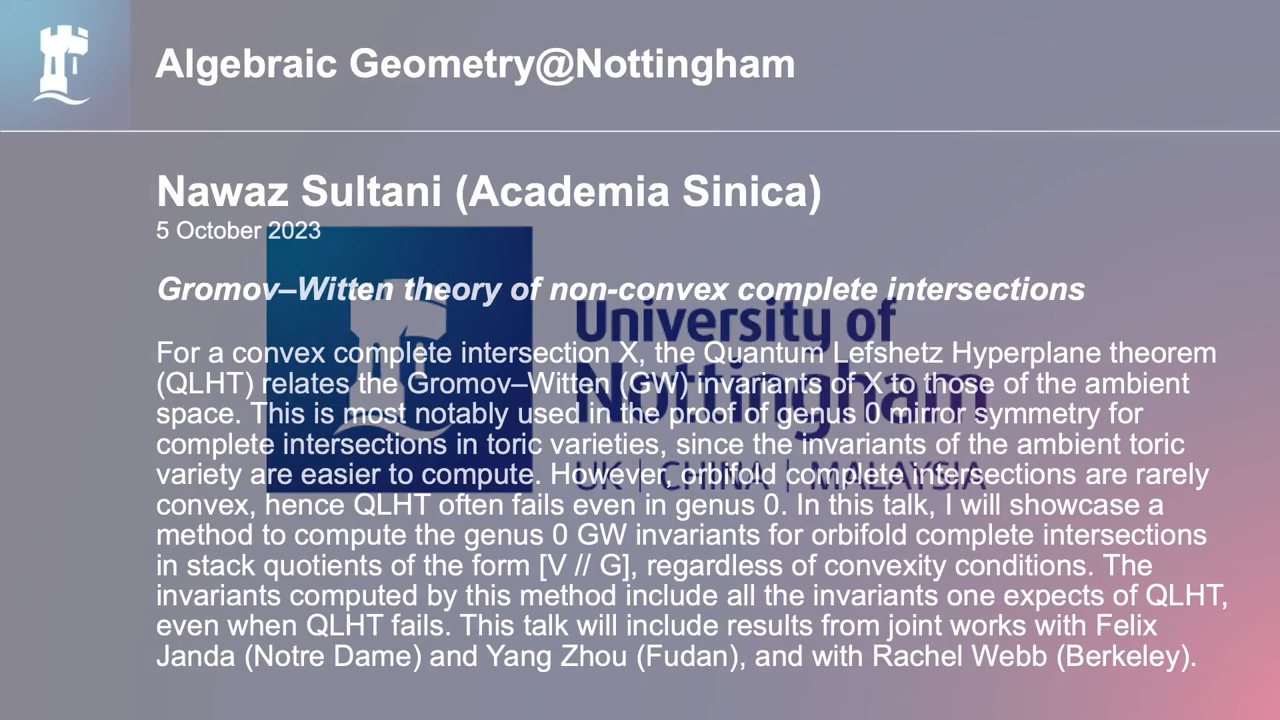 Algebraic Geometry@Nottingham
Nawaz Sultani (Academia Sinica)
5 October 2023
Gromov–Witten theory of non-convex complete intersections
University of
Nottingham
UK | CHINA | MALAYSIA
For a convex complete intersection X, the Quantum Lefshetz Hyperplane theorem
(QLHT) relates the Gromov–Witten (GW) invariants of X to those of the ambient
space. This is most notably used in the proof of genus 0 mirror symmetry for
complete intersections in toric varieties, since the invariants of the ambient toric
variety are easier to compute. However, orbifold complete intersections are rarely
convex, hence QLHT often fails even in genus 0. In this talk, I will showcase a
method to compute the genus 0 GW invariants for orbifold complete intersections
in stack quotients of the form [V // G], regardless of convexity conditions. The
invariants computed by this method include all the invariants one expects of QLHT,
even when QLHT fails. This talk will include results from joint works with Felix
Janda (Notre Dame) and Yang Zhou (Fudan), and with Rachel Webb (Berkeley).